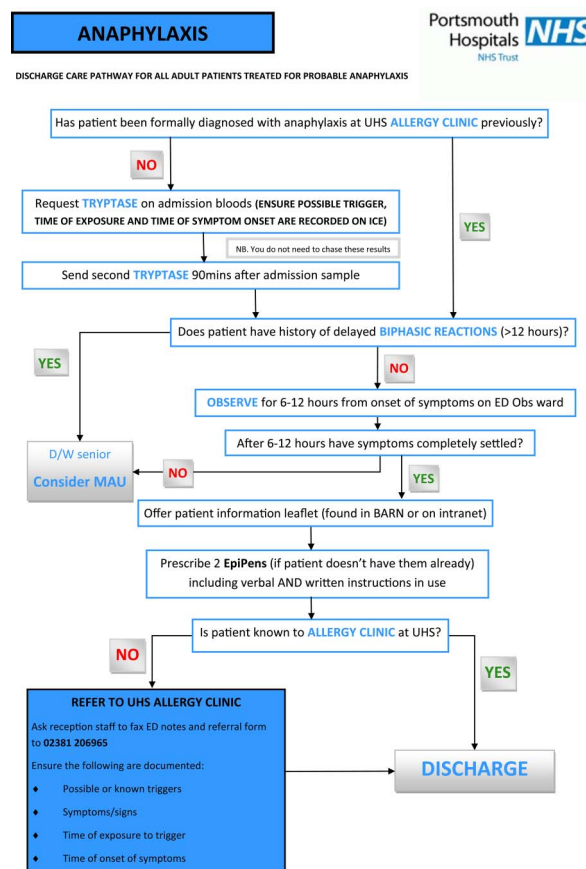 ANAPHYLAXIS
Portsmouth
Hospitals NHS
NHS Trust
DISCHARGE CARE PATHWAY FOR ALL ADULT PATIENTS TREATED FOR PROBABLE ANAPHYLAXIS
Has patient been formally diagnosed with anaphylaxis at UHS ALLERGY CLINIC previously?
NO
Request TRYPTASE on admission bloods (ENSURE POSSIBLE TRIGGER,
TIME OF EXPOSURE AND TIME OF SYMPTOM ONSET ARE RECORDED ON ICE)
YES
NB. You do not need to chase these results
Send second TRYPTASE 90mins after admission sample
Does patient have history of delayed BIPHASIC REACTIONS (>12 hours)?
YES
NO
OBSERVE for 6-12 hours from onset of symptoms on ED Obs ward
After 6-12 hours have symptoms completely settled?
D/W senior
Consider MAU
NO
YES
Offer patient information leaflet (found in BARN or on intranet)
Prescribe 2 EpiPens (if patient doesn't have them already)
including verbal AND written instructions in use
Is patient known to ALLERGY CLINIC at UHS?
NO
YES
REFER TO UHS ALLERGY CLINIC
Ask reception staff to fax ED notes and referral form
to 02381 206965
Ensure the following are documented:
♦ Possible or known triggers
♦ Symptoms/signs
♦ Time of exposure to trigger
♦ Time of onset of symptoms
DISCHARGE